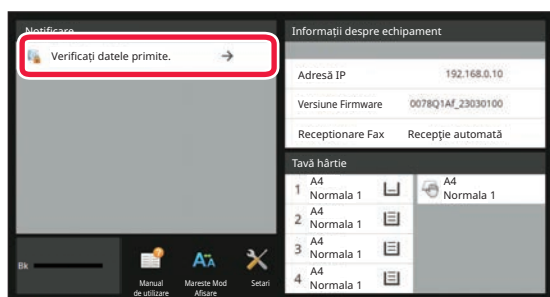 Notificare
Verificați datele primite.
Informații despre echipament
Adresă IP 192.168.0.10
Versiune Firmware 0078Q1Af_23030100
Receptionare Fax Recepție automată
Tavă hârtie
1 A4
Normala 1
A4
Normala 1
2 A4
Normala 1
3 A4
Normala 1
4 A4
Normala 1
Bk
Manual
de utilizare
Mareste Mod
Afisare
Setari